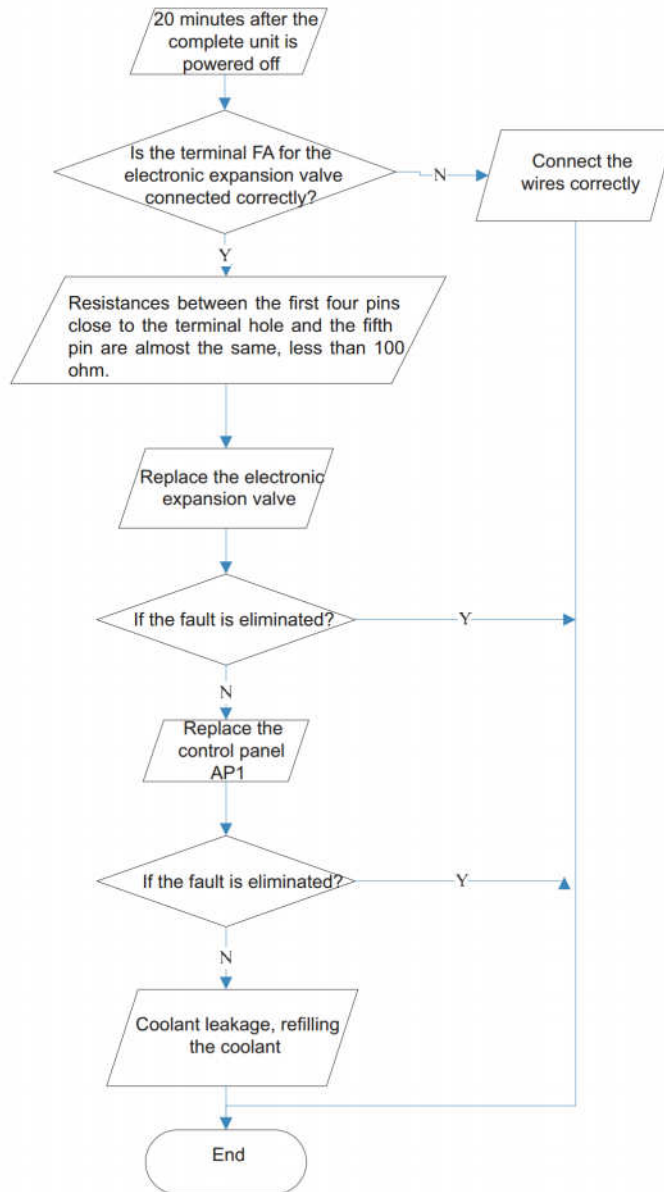 20 minutes after the
complete unit is
powered off
Is the terminal FA for the
electronic expansion valve
connected correctly?
N
Connect the
wires correctly
Y
Resistances between the first four pins
close to the terminal hole and the fifth
pin are almost the same, less than 100
ohm.
Replace the electronic
expansion valve
If the fault is eliminated?
Y
N
Replace the
control panel
AP1
If the fault is eliminated?
Y
N
Coolant leakage, refilling
the coolant
End